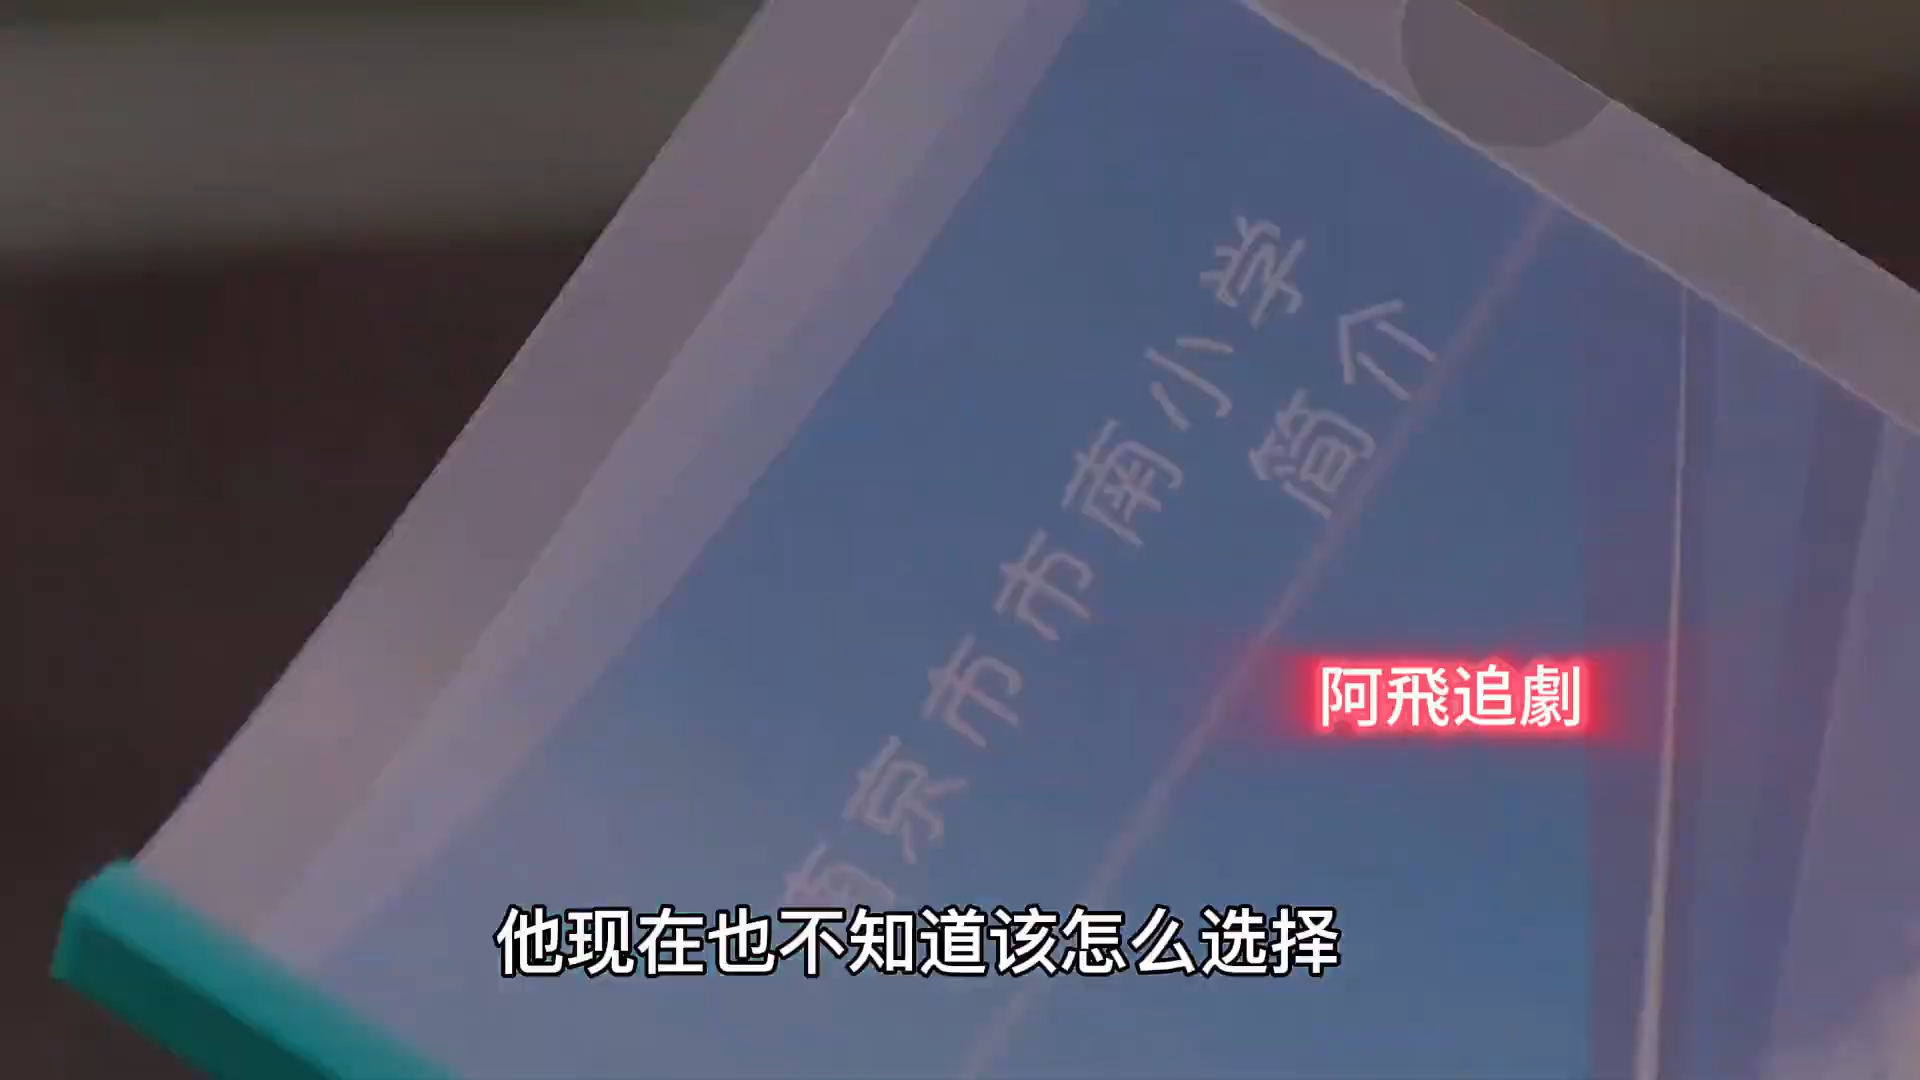 南京市市南小学
简介
阿飛追劇
他现在也不知道该怎么选择